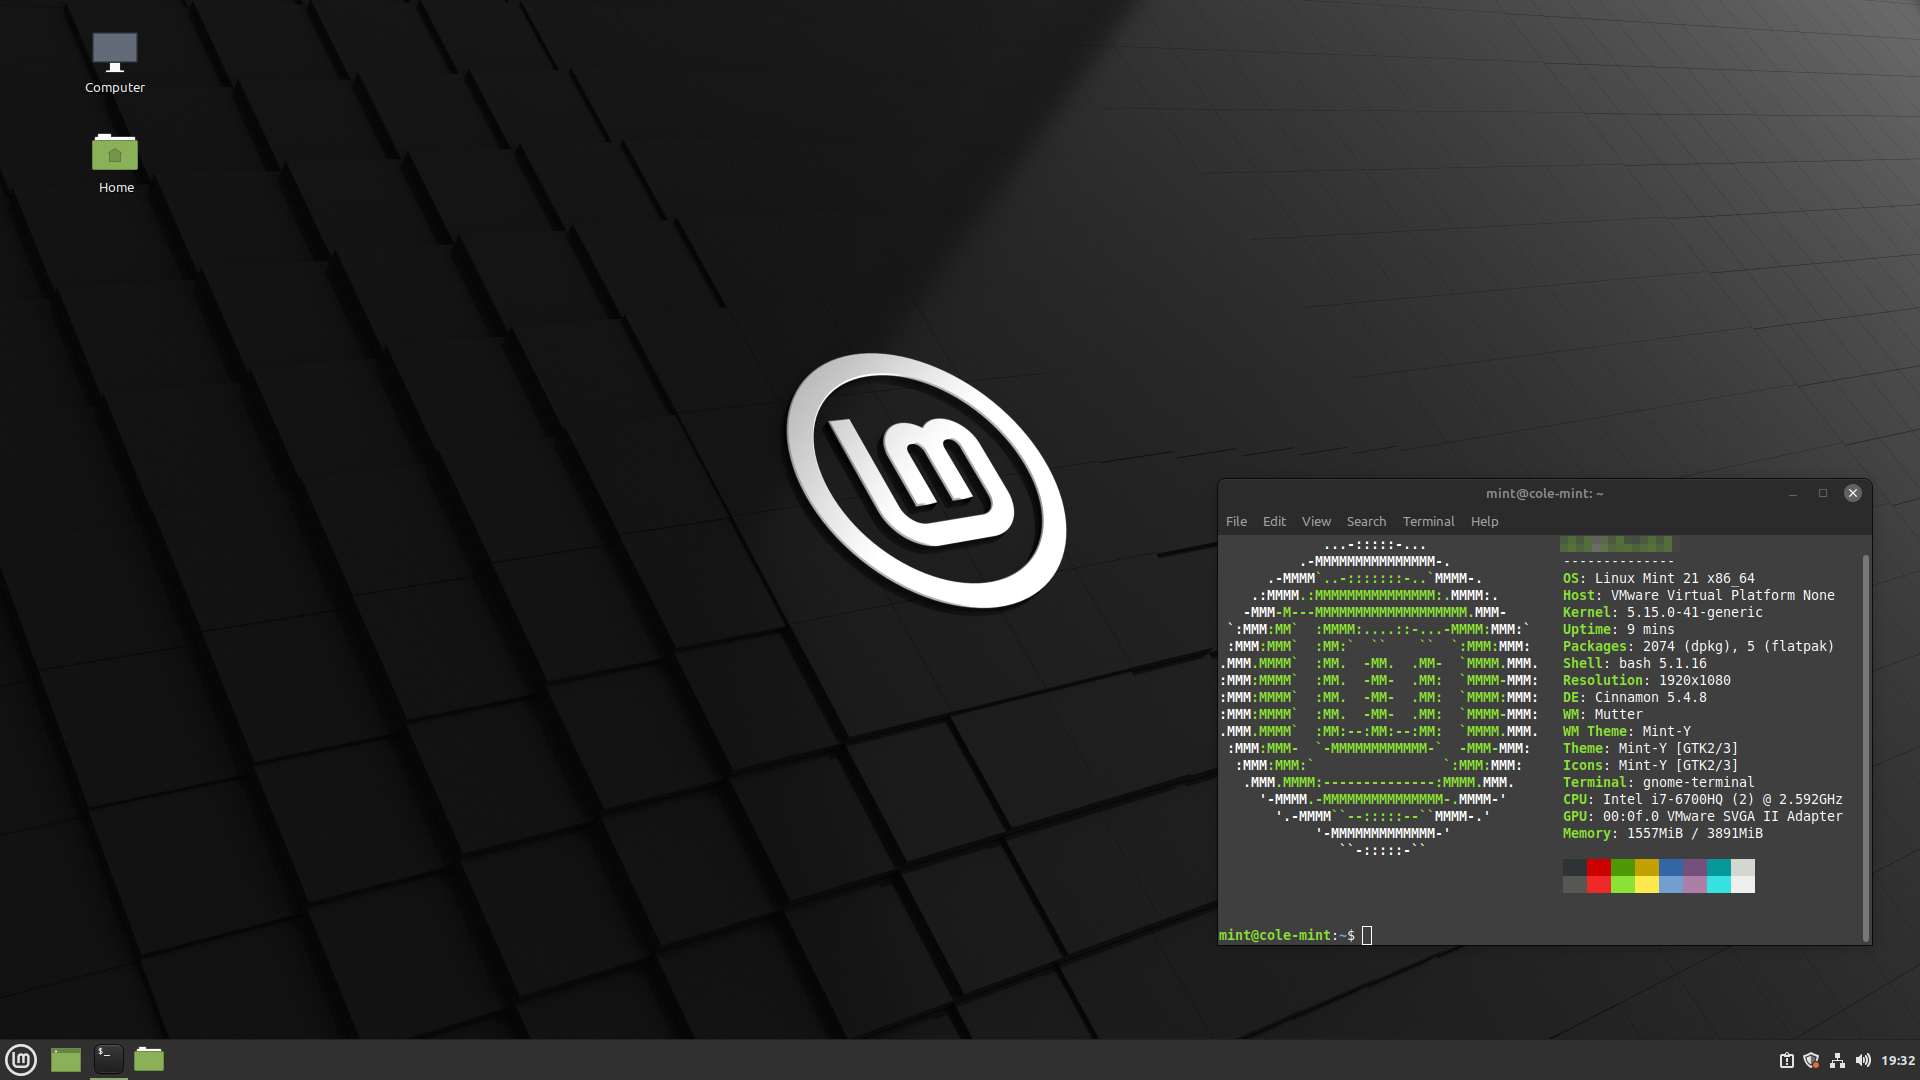 Computer
Home
mint@cole-mint: ~
File Edit View Search Terminal Help
...-:::::-...
.-MMMMMMMMMMMMMMM-. --------------
.-MMMM`..-:::::::-..`MMMM-. OS: Linux Mint 21 x86_64
.:MMMM.:MMMMMMMMMMMMMMM:.MMMM:. Host: VMware Virtual Platform None
-MMM-M---MMMMMMMMMMMMMMMMMMM.MMM- Kernel: 5.15.0-41-generic
`:MMM:MM`  :MMMM:....::-...-MMMM:MMM:` Uptime: 9 mins
:MMM:MMM`  :MM:`  ``    ``  `:MMM:MMM: Packages: 2074 (dpkg), 5 (flatpak)
.MMM.MMMM`  :MM.  -MM.  .MM-  `MMMM.MMM. Shell: bash 5.1.16
:MMM:MMMM`  :MM.  -MM-  .MM:  `MMMM-MMM: Resolution: 1920x1080
:MMM:MMMM`  :MM.  -MM-  .MM:  `MMMM:MMM: DE: Cinnamon 5.4.8
:MMM:MMMM`  :MM.  -MM-  .MM:  `MMMM-MMM: WM: Mutter
.MMM.MMMM`  :MM:--:MM:--:MM:  `MMMM.MMM. WM Theme: Mint-Y
:MMM:MMM-  `-MMMMMMMMMMMM-`  -MMM-MMM: Theme: Mint-Y [GTK2/3]
:MMM:MMM:`                `:MMM:MMM: Icons: Mint-Y [GTK2/3]
.MMM.MMMM:--------------:MMMM.MMM. Terminal: gnome-terminal
'-MMMM.-MMMMMMMMMMMMMMM-.MMMM-' CPU: Intel i7-6700HQ (2) @ 2.592GHz
'.-MMMM``--:::::--``MMMM-.' GPU: 00:0f.0 VMware SVGA II Adapter
'-MMMMMMMMMMMMM-' Memory: 1557MiB / 3891MiB
``-:::::-``
mint@cole-mint:~$
19:32